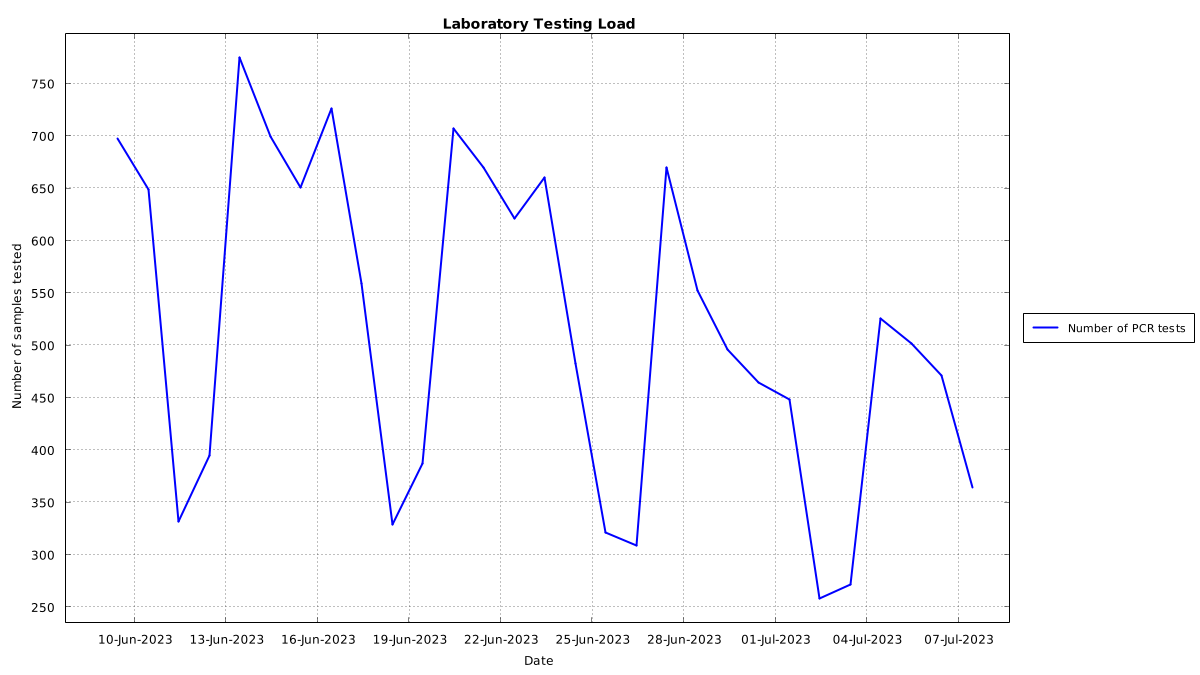 Laboratory Testing Load
Number of samples tested
750
700
650
600
550
500
450
400
350
300
250
10-Jun-2023 13-Jun-2023 16-Jun-2023 19-Jun-2023 22-Jun-2023 25-Jun-2023 28-Jun-2023 01-Jul-2023 04-Jul-2023 07-Jul-2023
Date
Number of PCR tests